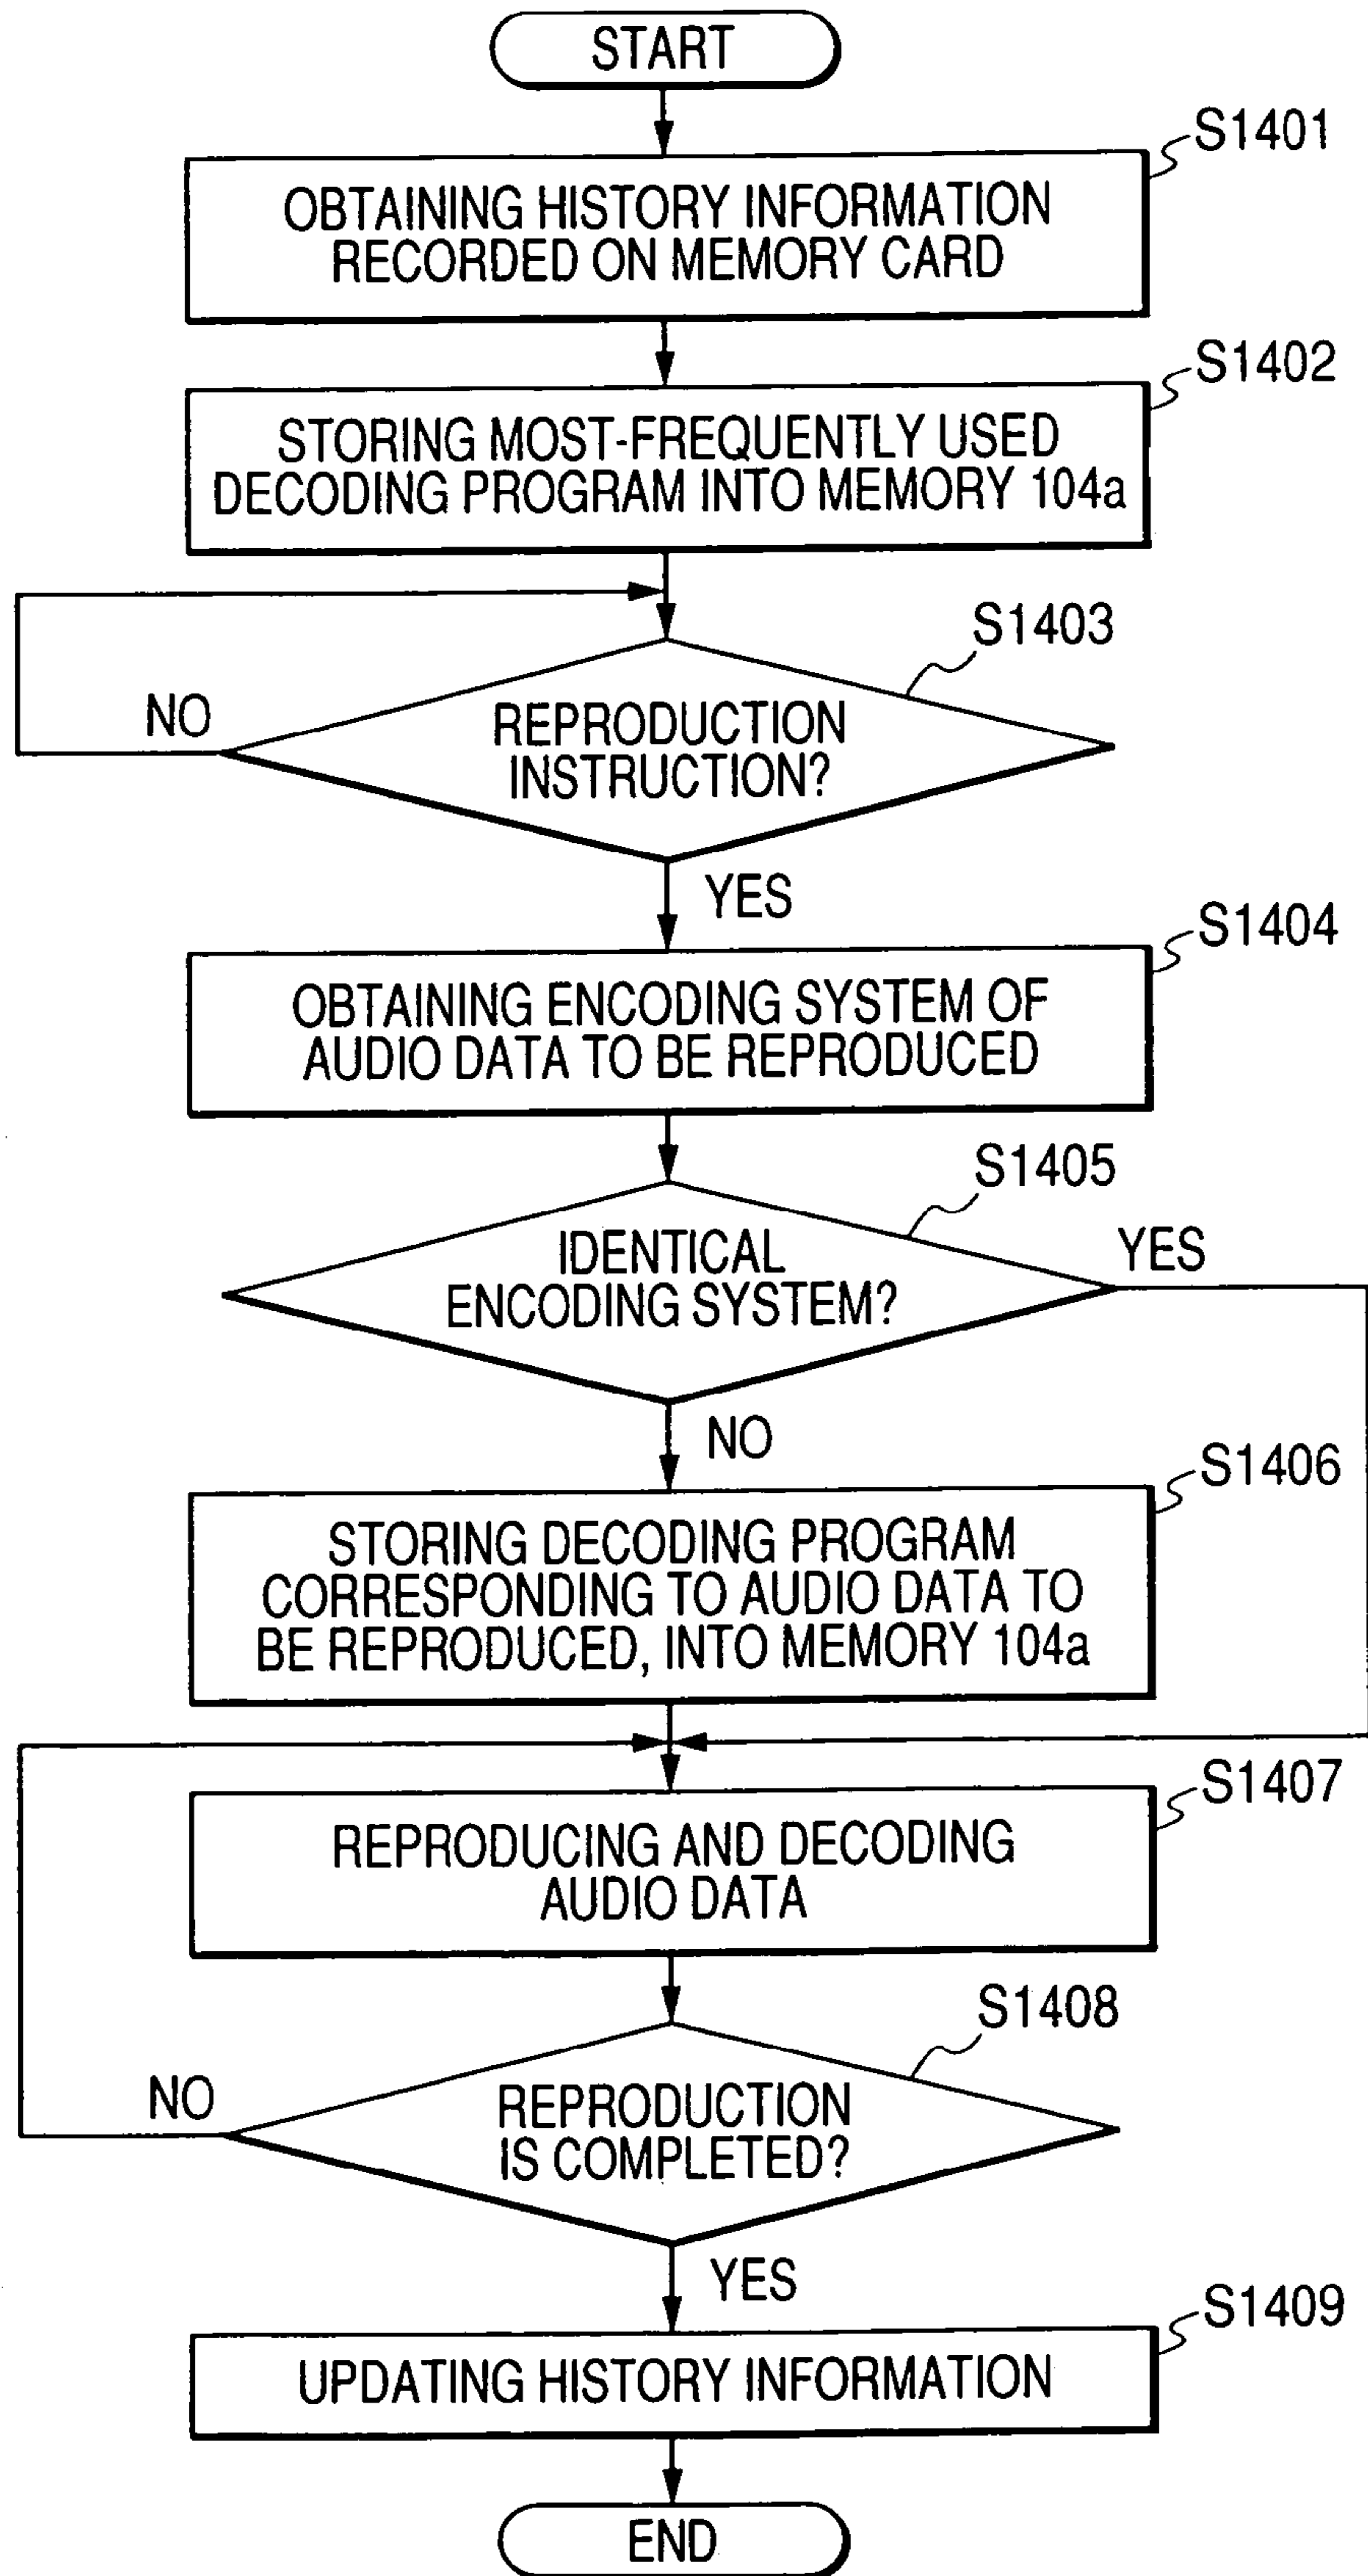 START
S1401
OBTAINING HISTORY INFORMATION
RECORDED ON MEMORY CARD
S1402
STORING MOST-FREQUENTLY USED
DECODING PROGRAM INTO MEMORY 104a
S1403
NO
REPRODUCTION
INSTRUCTION?
YES
S1404
OBTAINING ENCODING SYSTEM OF
AUDIO DATA TO BE REPRODUCED
S1405
IDENTICAL
ENCODING SYSTEM?
YES
NO
S1406
STORING DECODING PROGRAM
CORRESPONDING TO AUDIO DATA TO
BE REPRODUCED, INTO MEMORY 104a
S1407
REPRODUCING AND DECODING
AUDIO DATA
S1408
NO
REPRODUCTION
IS COMPLETED?
YES
S1409
UPDATING HISTORY INFORMATION
END